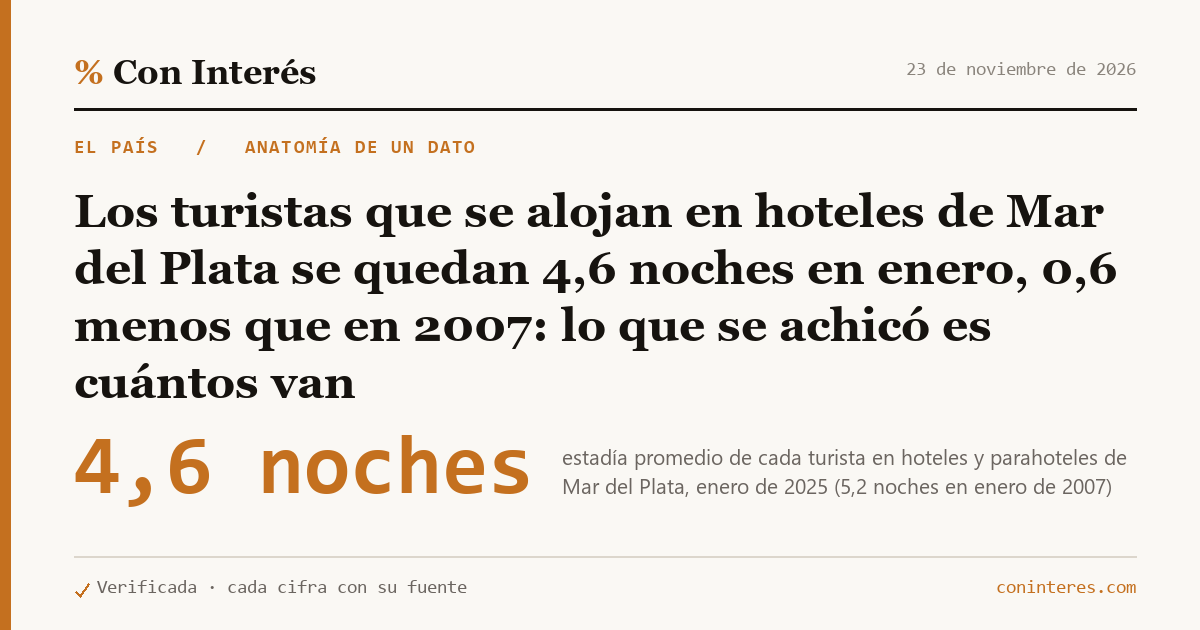 % Con Interés
23 de noviembre de 2026
EL PAÍS / ANATOMÍA DE UN DATO
Los turistas que se alojan en hoteles de Mar
del Plata se quedan 4,6 noches en enero, 0,6
menos que en 2007: lo que se achicó es
cuántos van
4,6 noches
estadía promedio de cada turista en hoteles y parahoteles de
Mar del Plata, enero de 2025 (5,2 noches en enero de 2007)
✓ Verificada · cada cifra con su fuente
coninteres.com